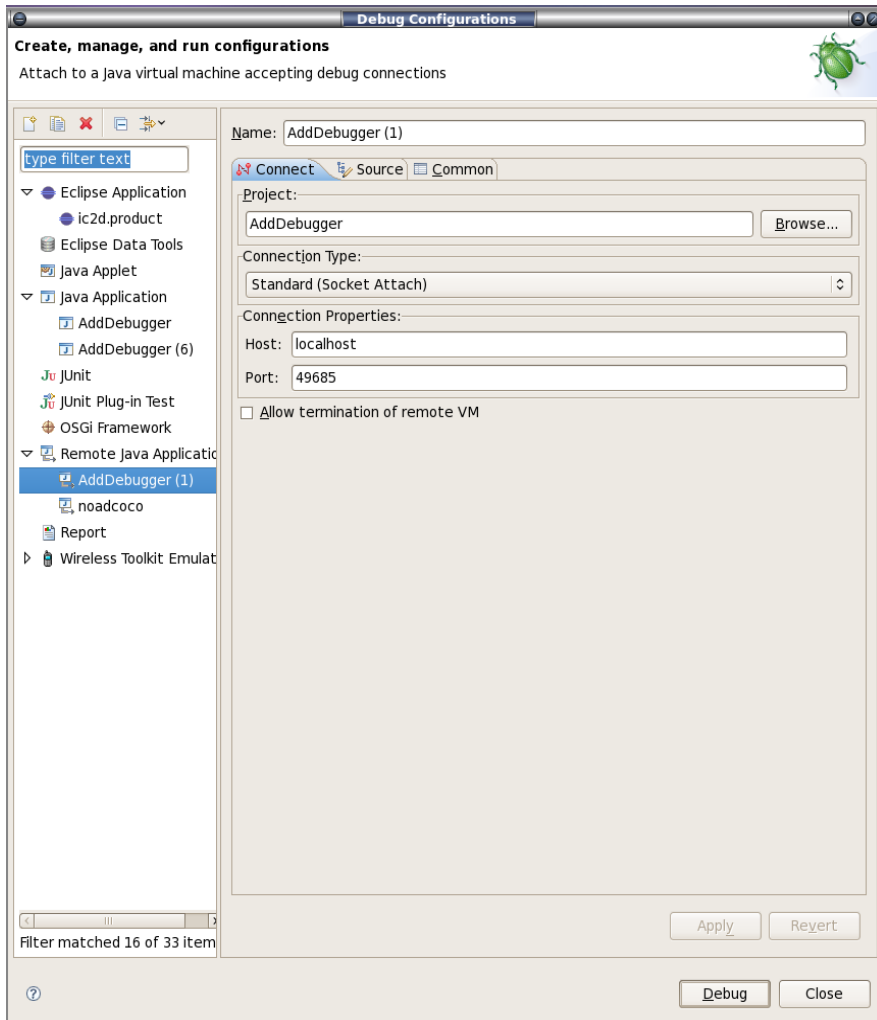 Debug Configurations
Create, manage, and run configurations
Attach to a Java virtual machine accepting debug connections
type filter text
Eclipse Application
ic2d.product
Eclipse Data Tools
Java Applet
Java Application
AddDebugger
AddDebugger (6)
JUnit
JUnit Plug-in Test
OSGi Framework
Remote Java Applicatic
AddDebugger (1)
noadcoco
Report
Wireless Toolkit Emulat
Filter matched 16 of 33 item
Name: AddDebugger (1)
Connect Source Common
Project:
AddDebugger Browse...
Connection Type:
Standard (Socket Attach)
Connection Properties:
Host: localhost
Port: 49685
Allow termination of remote VM
Apply Revert
Debug Close